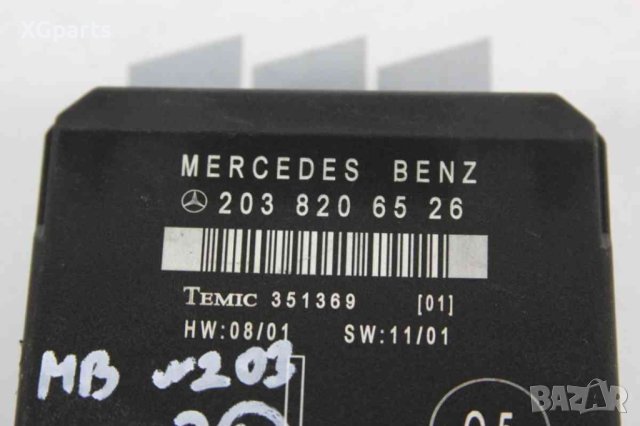 XGparts
MERCEDES BENZ
203 820 65 26
TEMIC 351369 [01]
HW:08/01 SW:11/01
MB w203
05
BAZAR